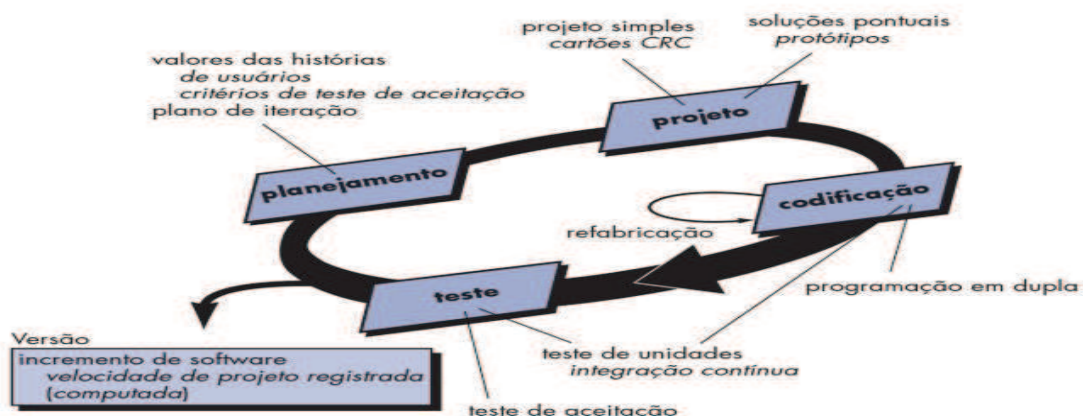 projeto simples
cartões CRC
soluções pontuais
protótipos
valores das histórias
de usuários
critérios de teste de aceitação
plano de iteração
projeto
planejamento
codificação
refabricação
programação em dupla
teste
teste de unidades
integração contínua
teste de aceitação
Versão
incremento de software
velocidade de projeto registrada
(computada)